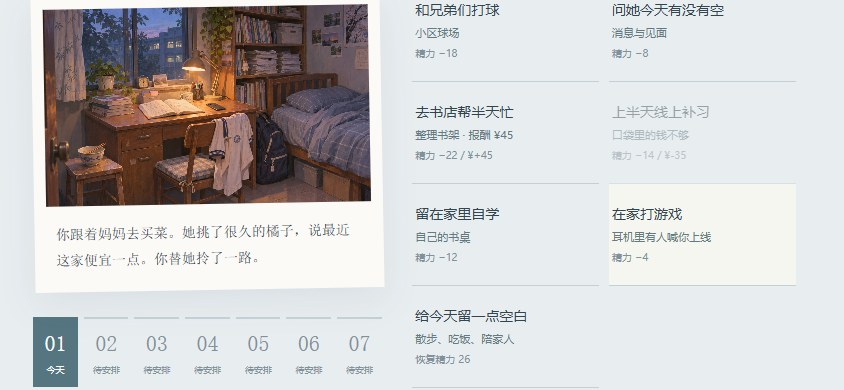 你跟着妈妈去买菜。她挑了很久的橘子，说最近
这家便宜一点。你替她拎了一路。
01
今天
02
待安排
03
待安排
04
待安排
05
待安排
06
待安排
07
待安排
和兄弟们打球
小区球场
精力 −18
问她今天有没有空
消息与见面
精力 −8
去书店帮半天忙
整理书架 · 报酬 ¥45
精力 −22 / ¥+45
上半天线上补习
口袋里的钱不够
精力 −14 / ¥-35
留在家里自学
自己的书桌
精力 −12
在家打游戏
耳机里有人喊你上线
精力 −4
给今天留一点空白
散步、吃饭、陪家人
恢复精力 26